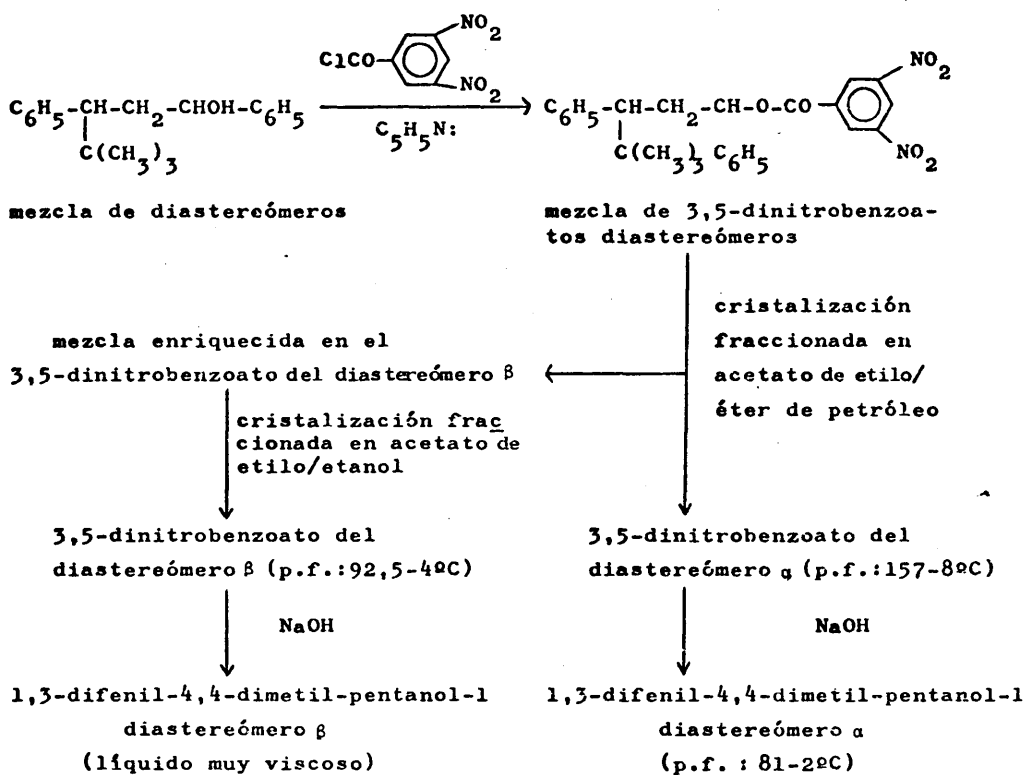 ClCO- NO2 NO2
C6H5-CH-CH2-CHOH-C6H5
C(CH3)3
C5H5N:
C6H5-CH-CH2-CH-O-CO NO2 NO2
C(CH3)3 C6H5
mezcla de diastereómeros
mezcla de 3,5-dinitrobenzoa-
tos diastereómeros
cristalización
fraccionada en
acetato de etilo/
éter de petróleo
mezcla enriquecida en el
3,5-dinitrobenzoato del diastereómero β
cristalización frac
cionada en acetato de
etilo/etanol
3,5-dinitrobenzoato del
diastereómero β (p.f.:92,5-4ºC)
3,5-dinitrobenzoato del
diastereómero α (p.f.:157-8ºC)
NaOH
NaOH
1,3-difenil-4,4-dimetil-pentanol-1
diastereómero β
(líquido muy viscoso)
1,3-difenil-4,4-dimetil-pentanol-1
diastereómero α
(p.f. : 81-2ºC)